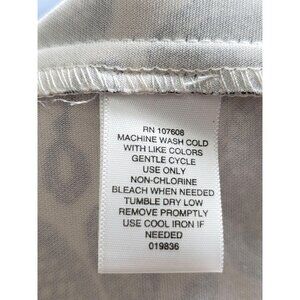 RN 107608
MACHINE WASH COLD
WITH LIKE COLORS
GENTLE CYCLE
USE ONLY
NON-CHLORINE
BLEACH WHEN NEEDED
TUMBLE DRY LOW
REMOVE PROMPTLY
USE COOL IRON IF
NEEDED
019836